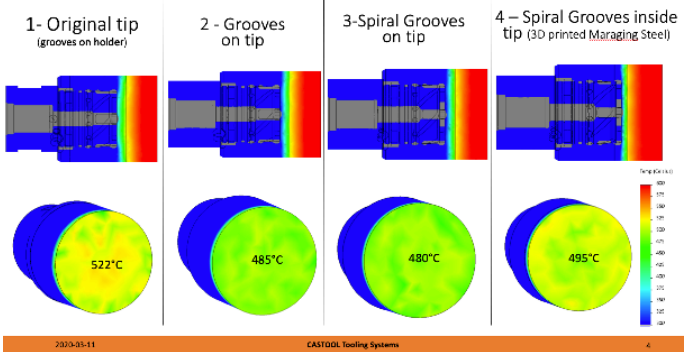 1- Original tip
(grooves on holder)
2 - Grooves
on tip
3-Spiral Grooves
on tip
4 – Spiral Grooves inside
tip (3D printed Maraging Steel)
522°C
485°C
480°C
495°C
2020-03-11
CASTOOL Tooling Systems
4